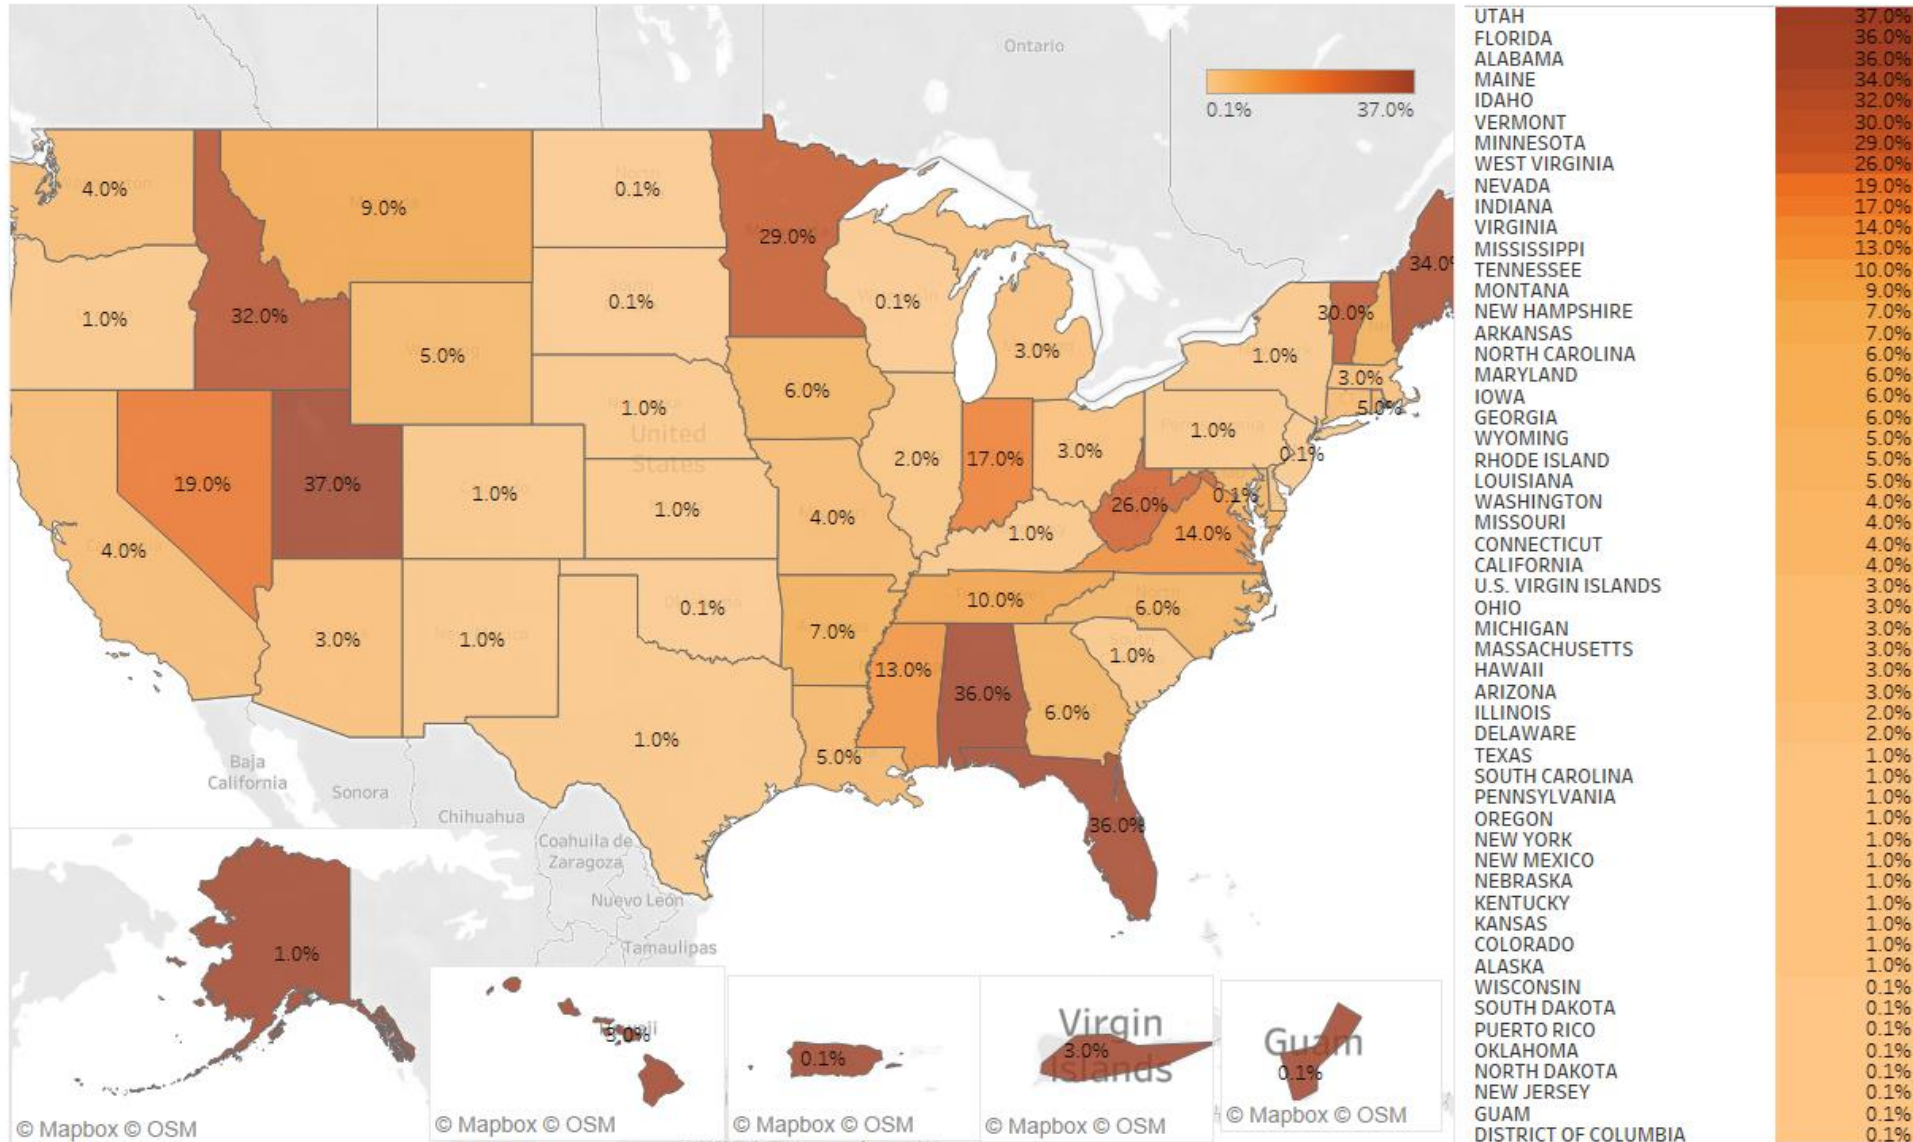 Ontario
0.1%
37.0%
4.0%
9.0%
0.1%
29.0%
34.0%
1.0%
32.0%
5.0%
0.1%
0.1%
3.0%
1.0%
30.0%
3.0%
5.0%
6.0%
1.0%
United
States
2.0%
17.0%
3.0%
1.0%
0.1%
19.0%
37.0%
1.0%
1.0%
4.0%
1.0%
26.0%
14.0%
0.1%
4.0%
3.0%
1.0%
0.1%
7.0%
10.0%
6.0%
1.0%
13.0%
36.0%
6.0%
1.0%
5.0%
36.0%
Baja
California
Sonora
Chihuahua
Coahuila de
Zaragoza
Nuevo León
Tamaulipas
1.0%
© Mapbox © OSM
Hawaii
3.0%
© Mapbox © OSM
0.1%
© Mapbox © OSM
Virgin
Islands
3.0%
© Mapbox © OSM
Guam
0.1%
© Mapbox © OSM
UTAH 37.0%
FLORIDA 36.0%
ALABAMA 36.0%
MAINE 34.0%
IDAHO 32.0%
VERMONT 30.0%
MINNESOTA 29.0%
WEST VIRGINIA 26.0%
NEVADA 19.0%
INDIANA 17.0%
VIRGINIA 14.0%
MISSISSIPPI 13.0%
TENNESSEE 10.0%
MONTANA 9.0%
NEW HAMPSHIRE 7.0%
ARKANSAS 7.0%
NORTH CAROLINA 6.0%
MARYLAND 6.0%
IOWA 6.0%
GEORGIA 6.0%
WYOMING 5.0%
RHODE ISLAND 5.0%
LOUISIANA 5.0%
WASHINGTON 4.0%
MISSOURI 4.0%
CONNECTICUT 4.0%
CALIFORNIA 4.0%
U.S. VIRGIN ISLANDS 3.0%
OHIO 3.0%
MICHIGAN 3.0%
MASSACHUSETTS 3.0%
HAWAII 3.0%
ARIZONA 3.0%
ILLINOIS 2.0%
DELAWARE 2.0%
TEXAS 1.0%
SOUTH CAROLINA 1.0%
PENNSYLVANIA 1.0%
OREGON 1.0%
NEW YORK 1.0%
NEW MEXICO 1.0%
NEBRASKA 1.0%
KENTUCKY 1.0%
KANSAS 1.0%
COLORADO 1.0%
ALASKA 1.0%
WISCONSIN 0.1%
SOUTH DAKOTA 0.1%
PUERTO RICO 0.1%
OKLAHOMA 0.1%
NORTH DAKOTA 0.1%
NEW JERSEY 0.1%
GUAM 0.1%
DISTRICT OF COLUMBIA 0.1%